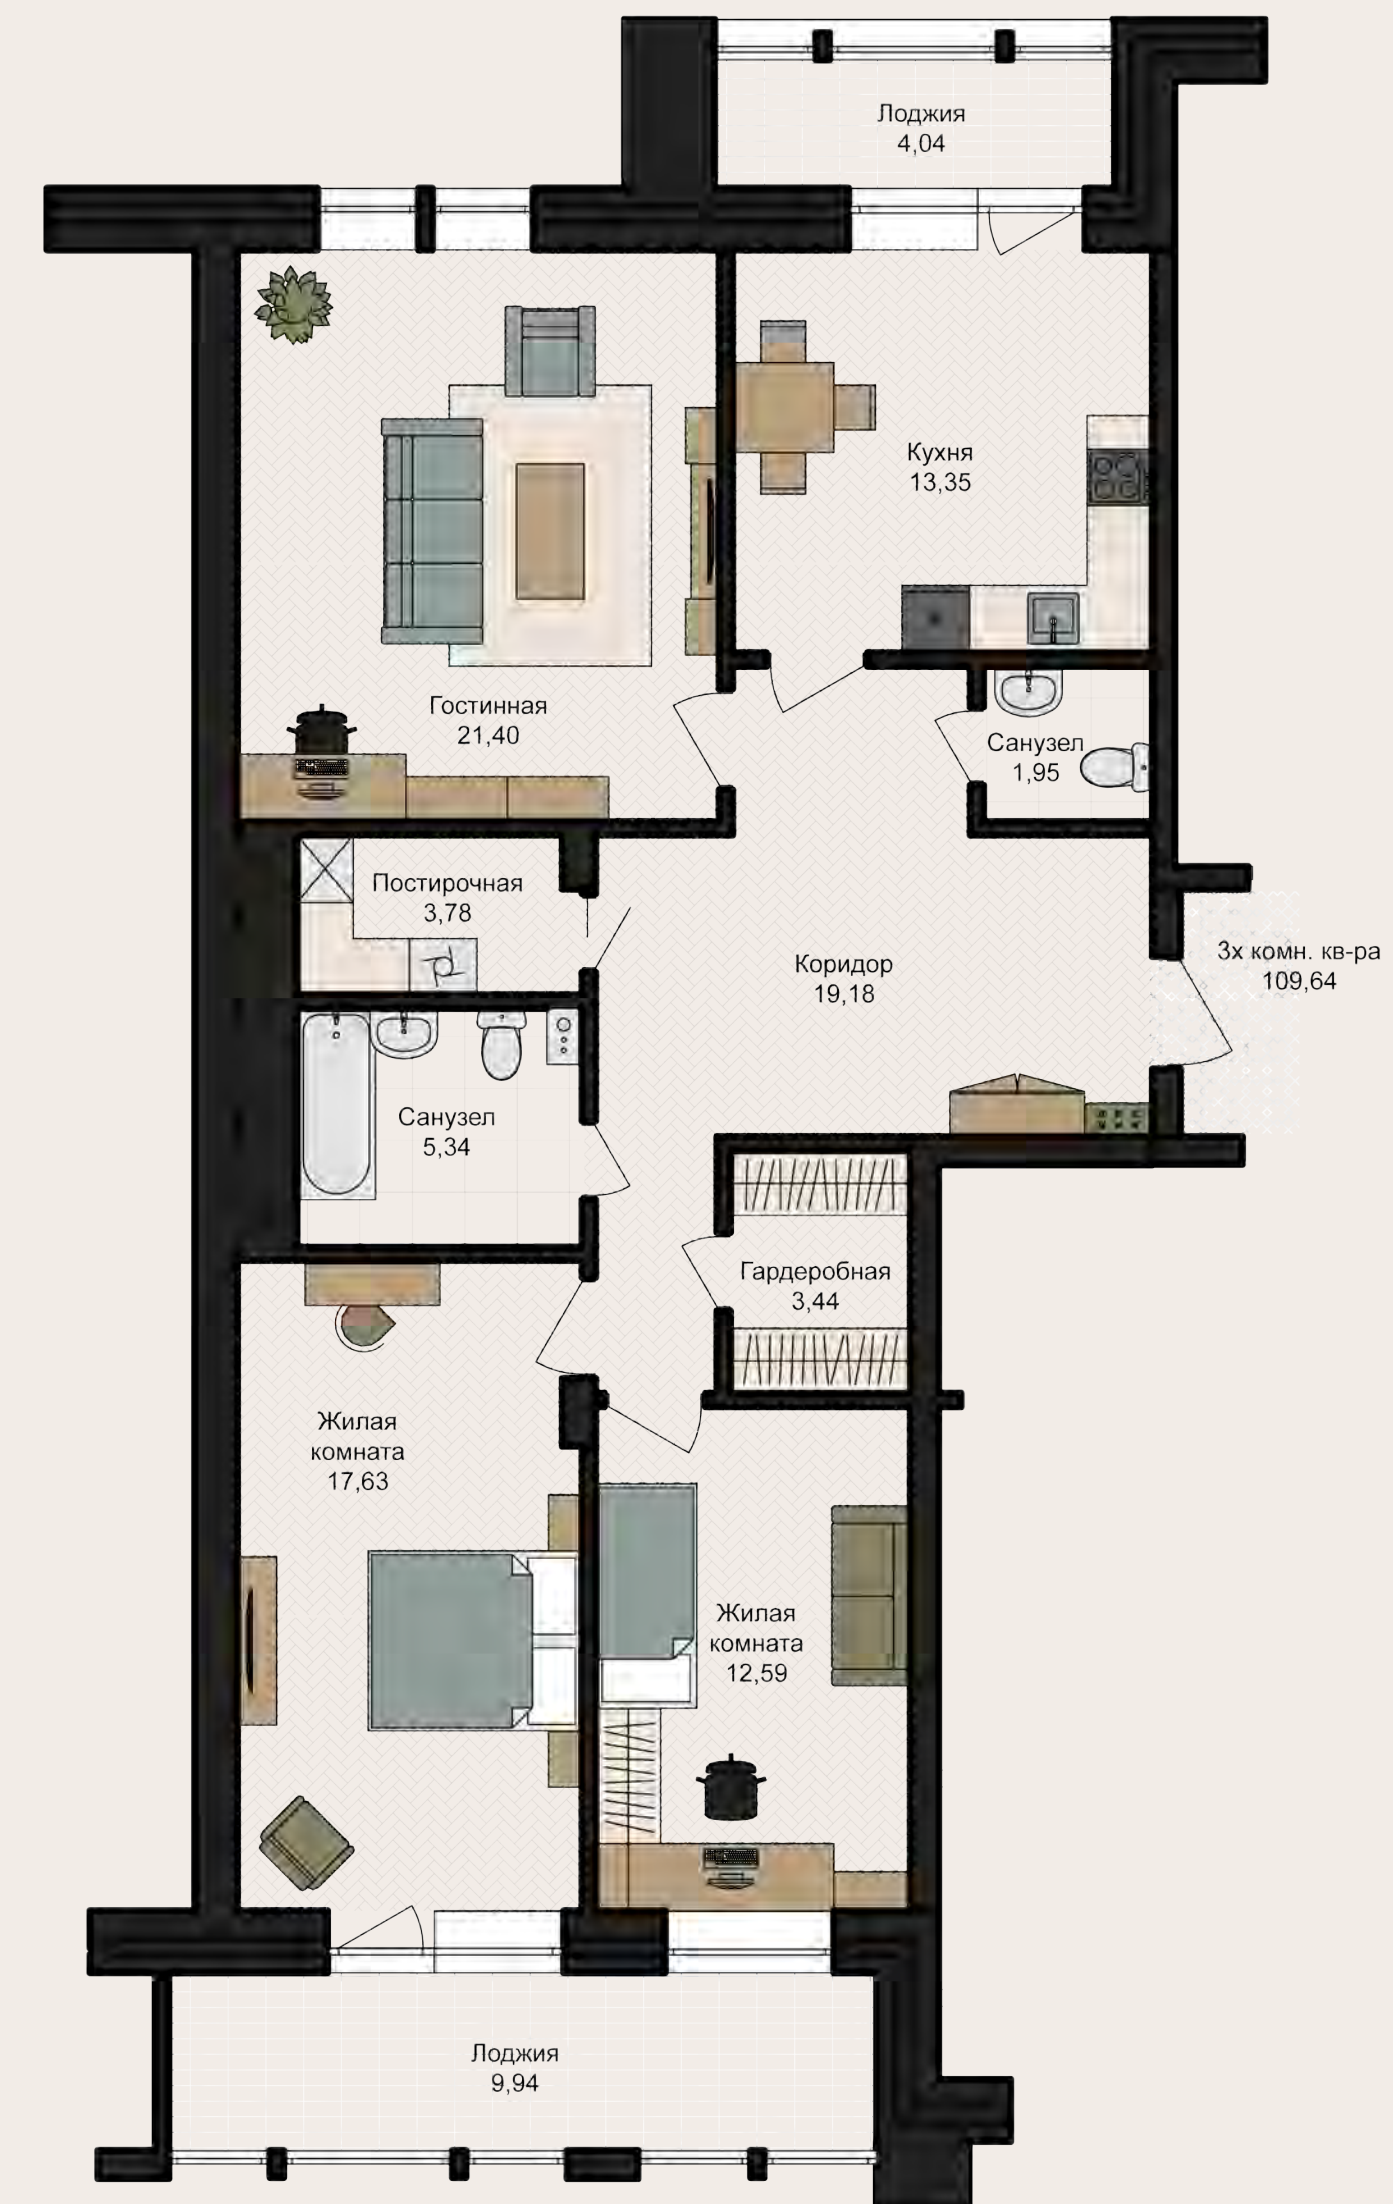 Лоджия
4,04
Кухня
13,35
Гостинная
21,40
Санузел
1,95
Постирочная
3,78
Коридор
19,18
3х комн. кв-ра
109,64
Санузел
5,34
Гардеробная
3,44
Жилая
комната
17,63
Жилая
комната
12,59
Лоджия
9,94